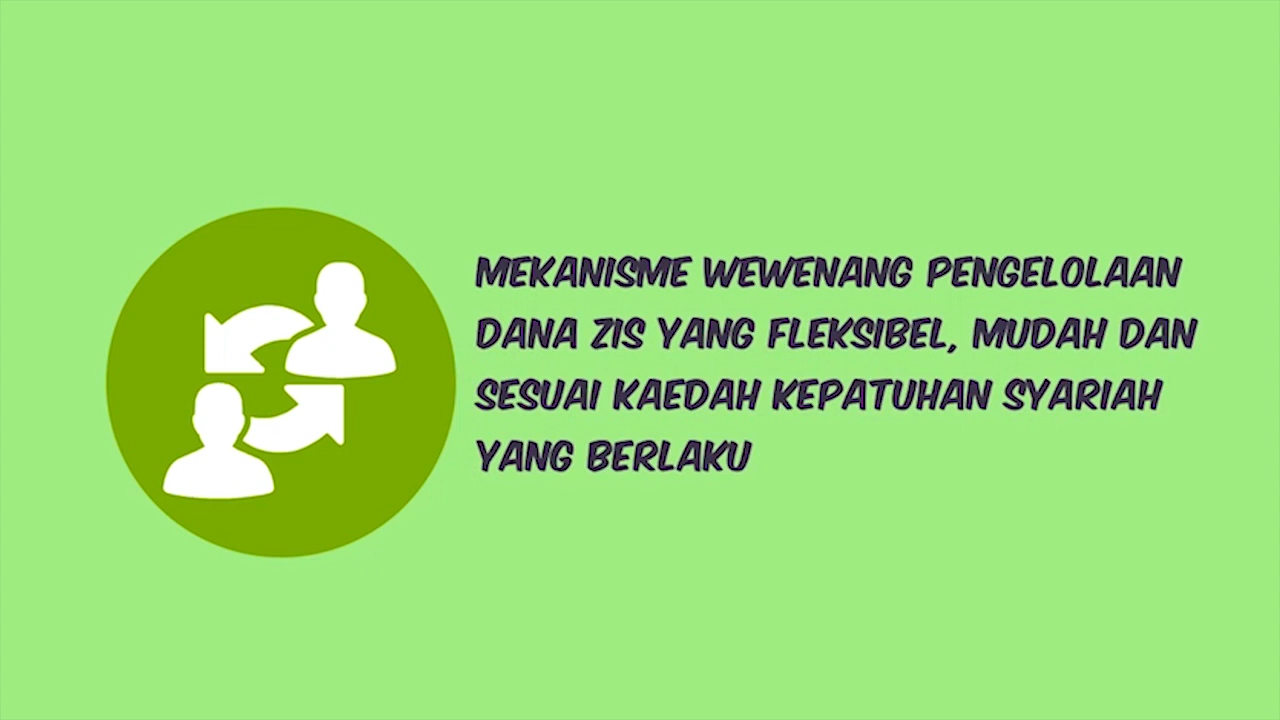 MEKANISME WEWENANG PENGELOLAAN
DANA ZIS YANG FLEKSIBEL, MUDAH DAN
SESUAI KAEDAH KEPATUHAN SYARIAH
YANG BERLAKU